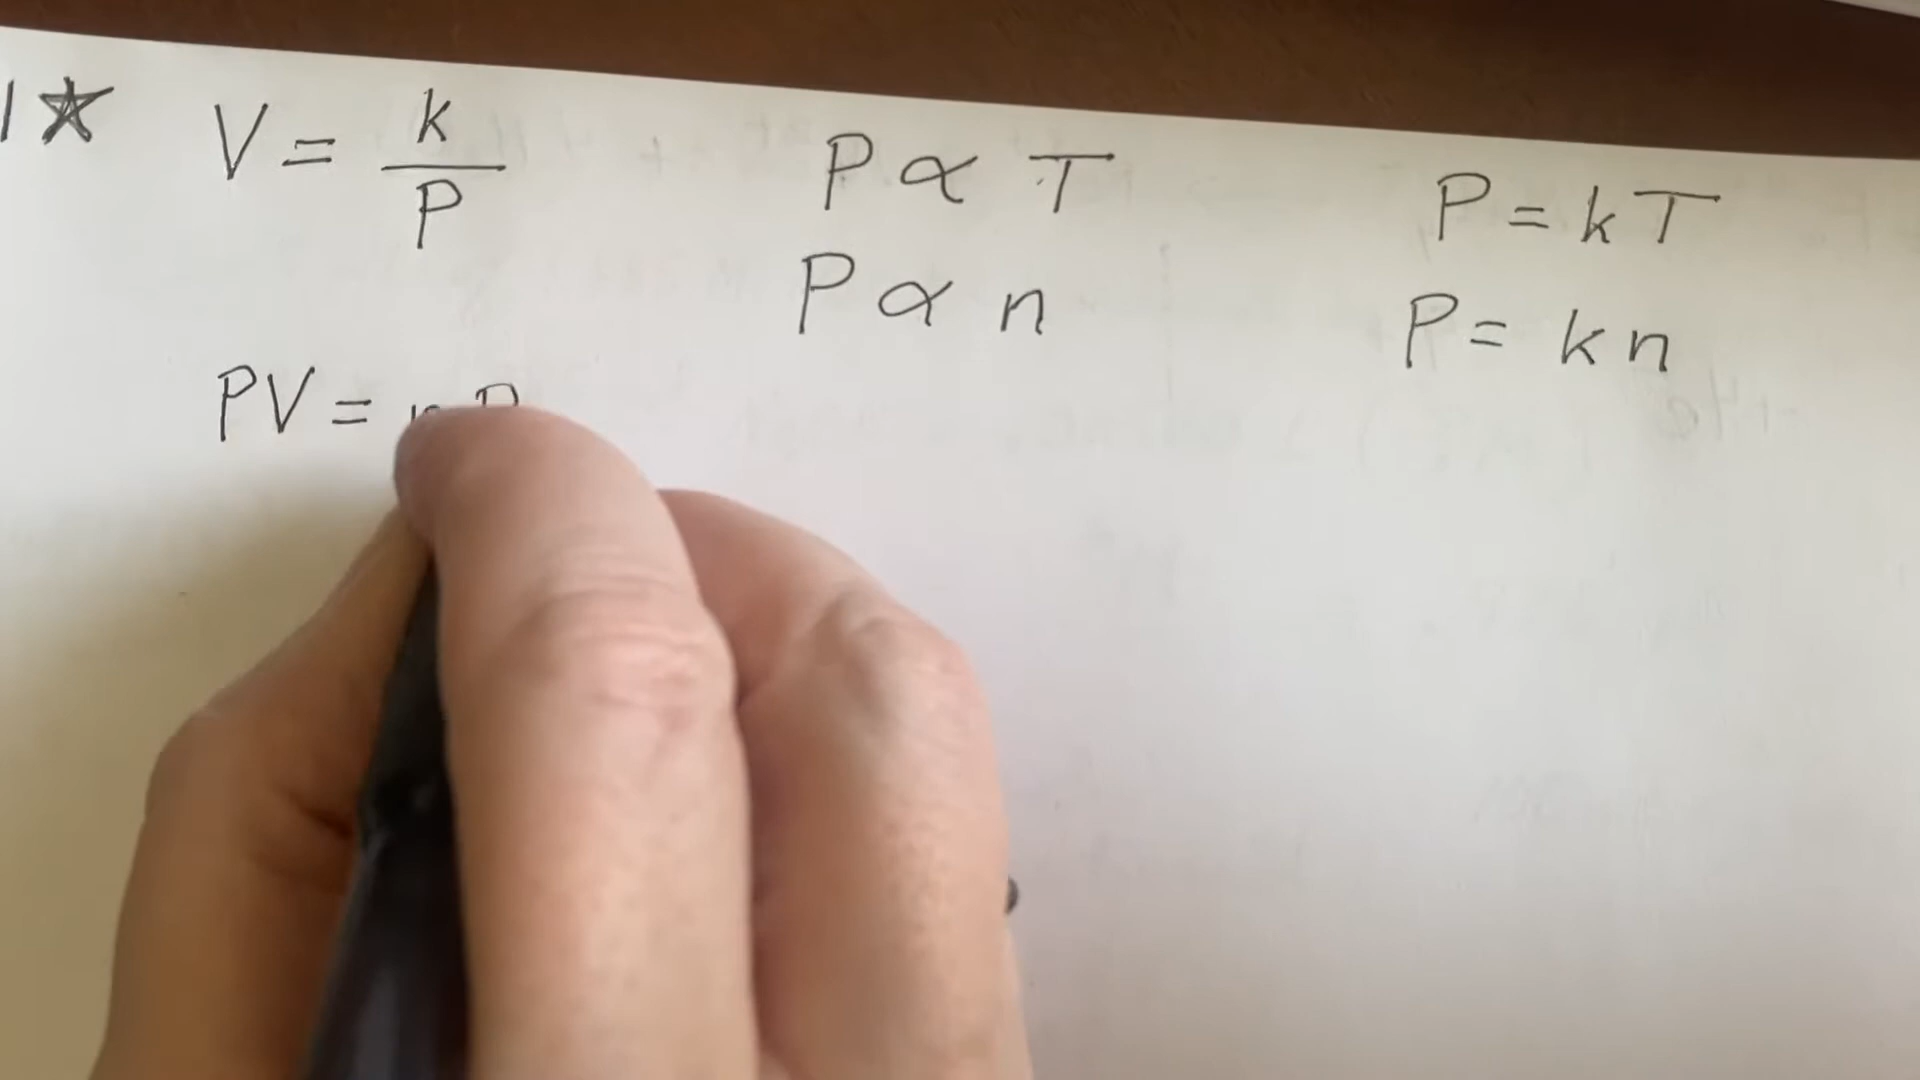 1☆ V = k/P P ∝ T P = kT
P ∝ n P = kn
PV =